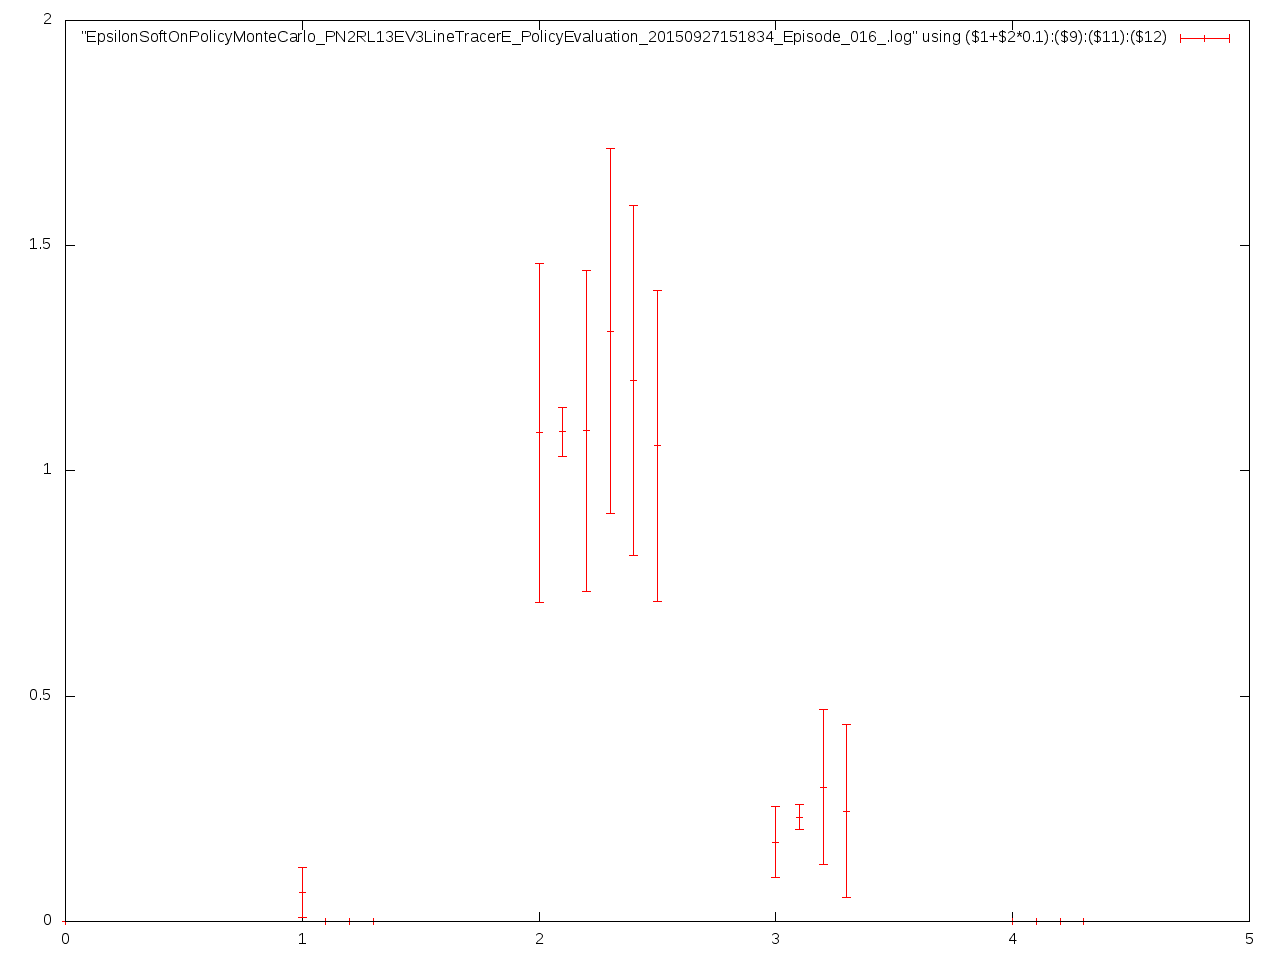 2
"EpsilonSoftOnPolicyMonteCarlo_PN2RL13EV3LineTracerE_PolicyEvaluation_20150927151834_Episode_016_.log" using ($1+$2*0.1):($9):($11):($12)
1.5
1
0.5
0
0 1 2 3 4 5